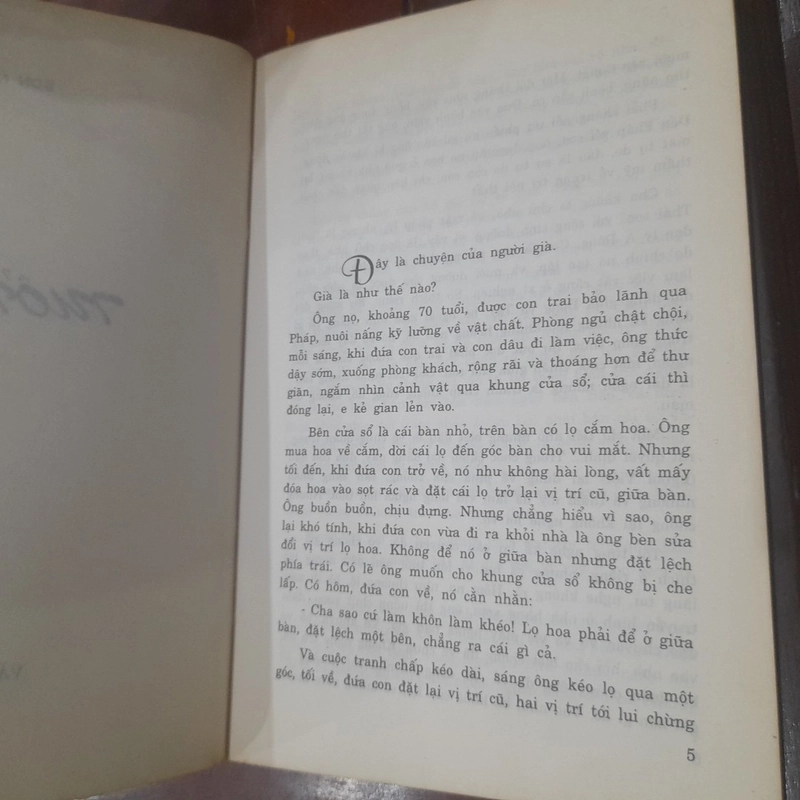 Đây là chuyện của người già.
Già là như thế nào?
Ông nọ, khoảng 70 tuổi, được con trai bảo lãnh qua
Pháp, nuôi nấng kỹ lưỡng về vật chất. Phòng ngủ chật chội,
mỗi sáng, khi đứa con trai và con dâu đi làm việc, ông thức
dậy sớm, xuống phòng khách, rộng rãi và thoáng hơn để thư
giãn, ngắm nhìn cảnh vật qua khung cửa sổ; cửa cái thì
đóng lại, e kẻ gian lẻn vào.
Bên cửa sổ là cái bàn nhỏ, trên bàn có lọ cắm hoa. Ông
mua hoa về cắm, dời cái lọ đến góc bàn cho vui mắt. Nhưng
tối đến, khi đứa con trở về, nó như không hài lòng, vất mấy
đóa hoa vào sọt rác và đặt cái lọ trở lại vị trí cũ, giữa bàn.
Ông buồn buồn, chịu đựng. Nhưng chẳng hiểu vì sao, ông
lại khó tính, khi đứa con vừa đi ra khỏi nhà là ông bèn sửa
đổi vị trí lọ hoa. Không để nó ở giữa bàn nhưng đặt lệch
phía trái. Có lẽ ông muốn cho khung cửa sổ không bị che
lấp. Có hôm, đứa con về, nó cằn nhằn:
- Cha sao cứ làm khôn làm khéo! Lọ hoa phải để ở giữa
bàn, đặt lệch một bên, chẳng ra cái gì cả.
Và cuộc tranh chấp kéo dài, sáng ông kéo lọ qua một
góc, tối về, đứa con đặt lại vị trí cũ, hai vị trí tới lui chừng
5